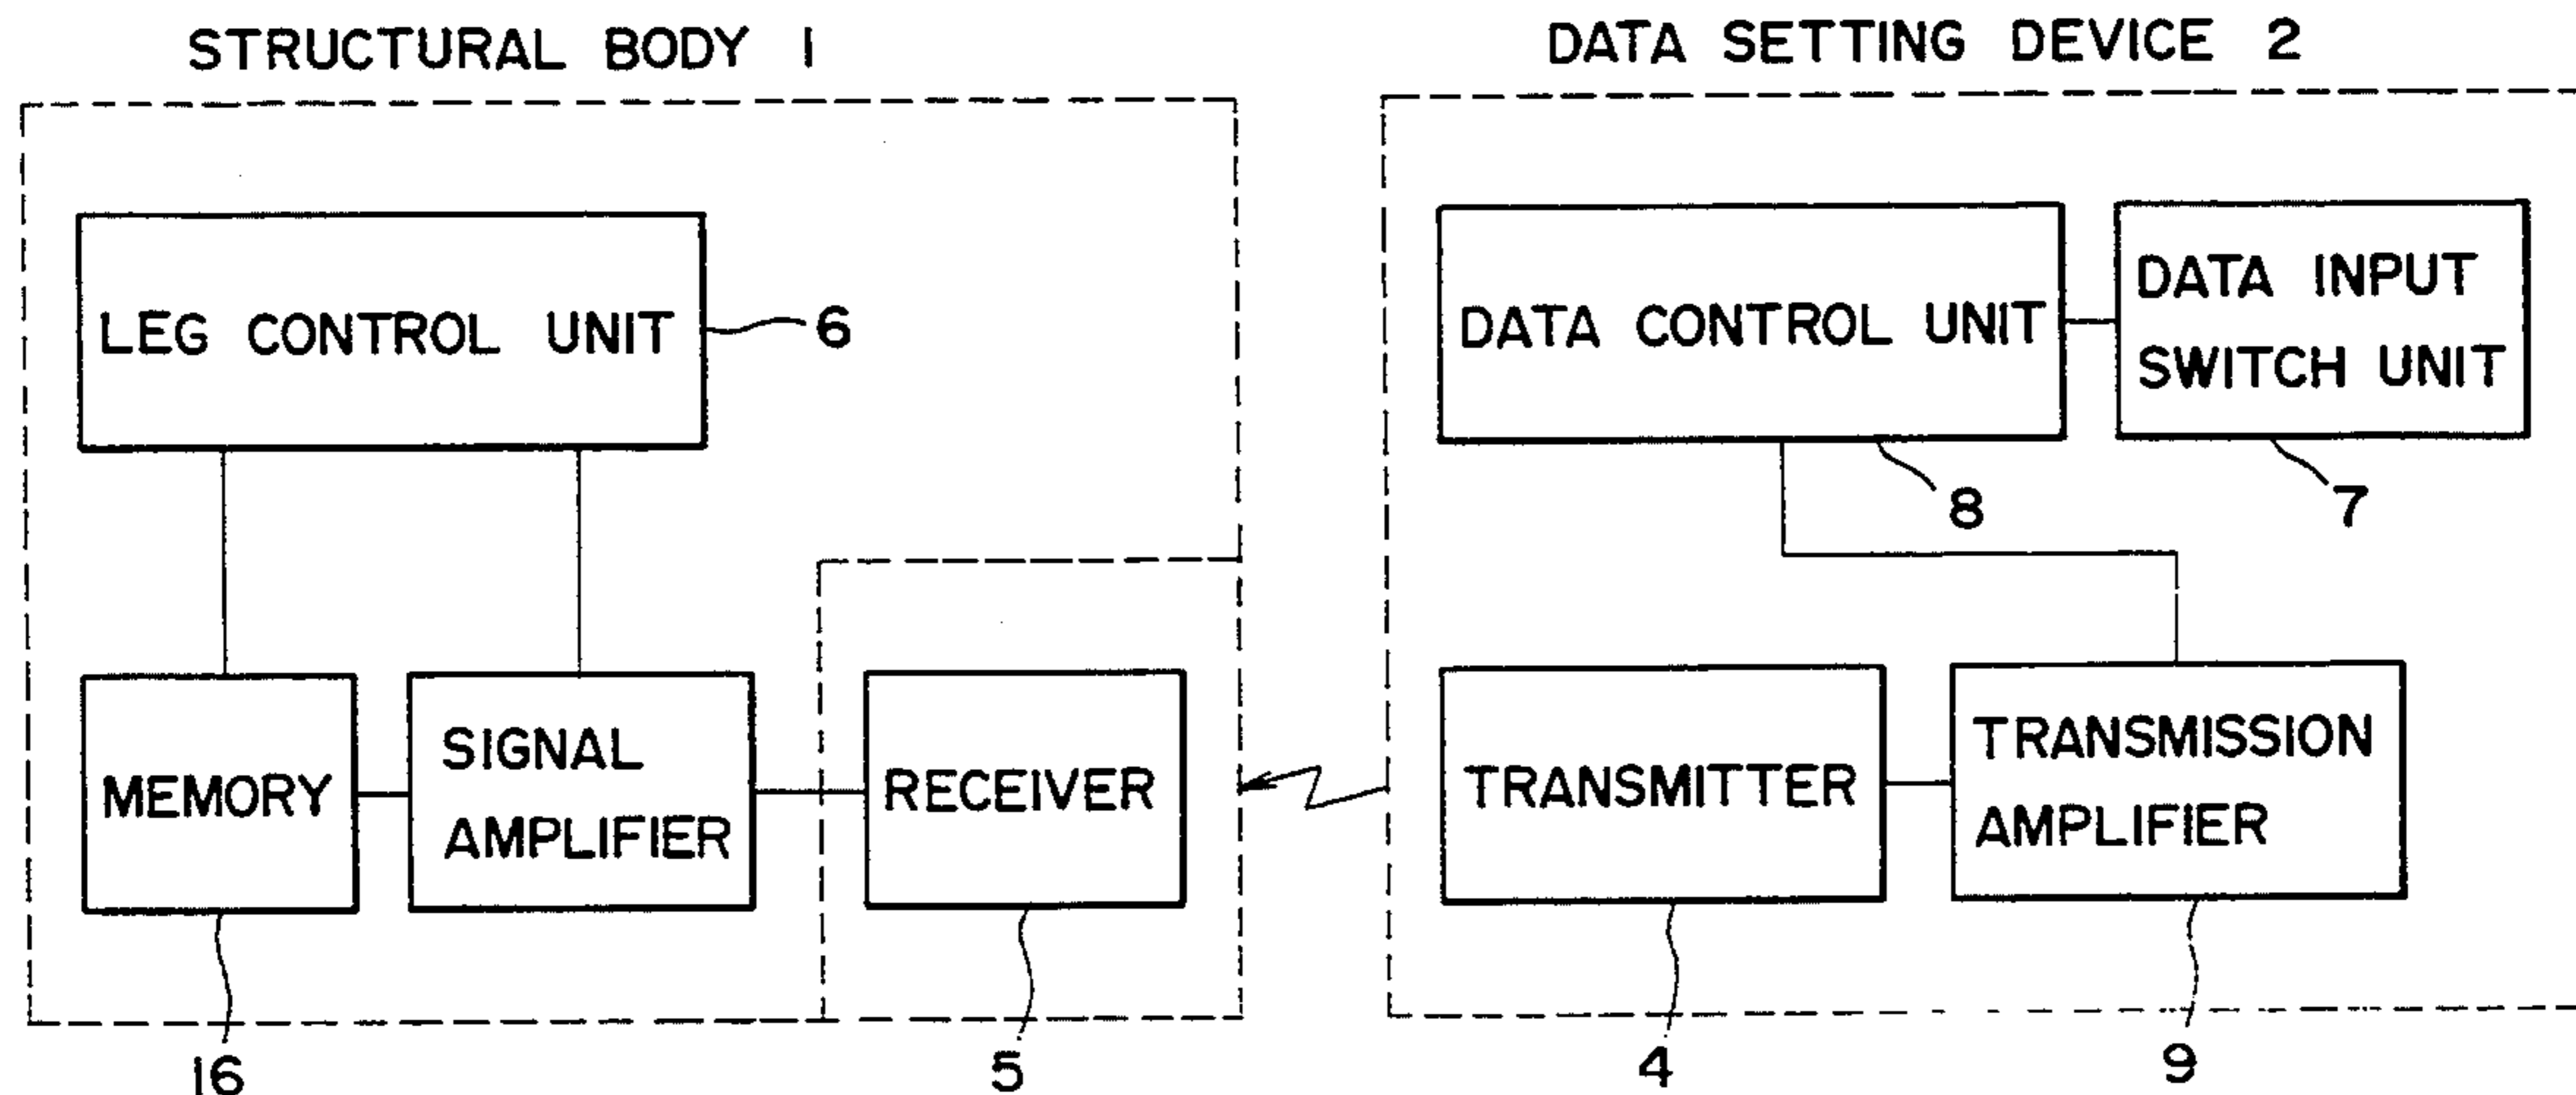 STRUCTURAL BODY 1
LEG CONTROL UNIT
6
MEMORY
SIGNAL
AMPLIFIER
RECEIVER
16
5
DATA SETTING DEVICE 2
DATA CONTROL UNIT
DATA INPUT
SWITCH UNIT
8
7
TRANSMITTER
TRANSMISSION
AMPLIFIER
4
9